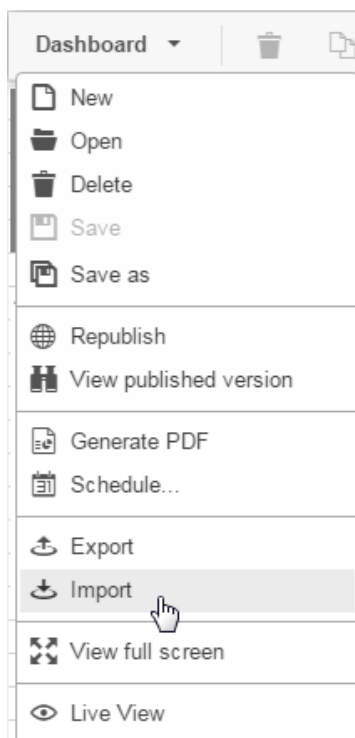 Dashboard
New
Open
Delete
Save
Save as
Republish
View published version
Generate PDF
31 Schedule...
Export
Import
View full screen
Live View